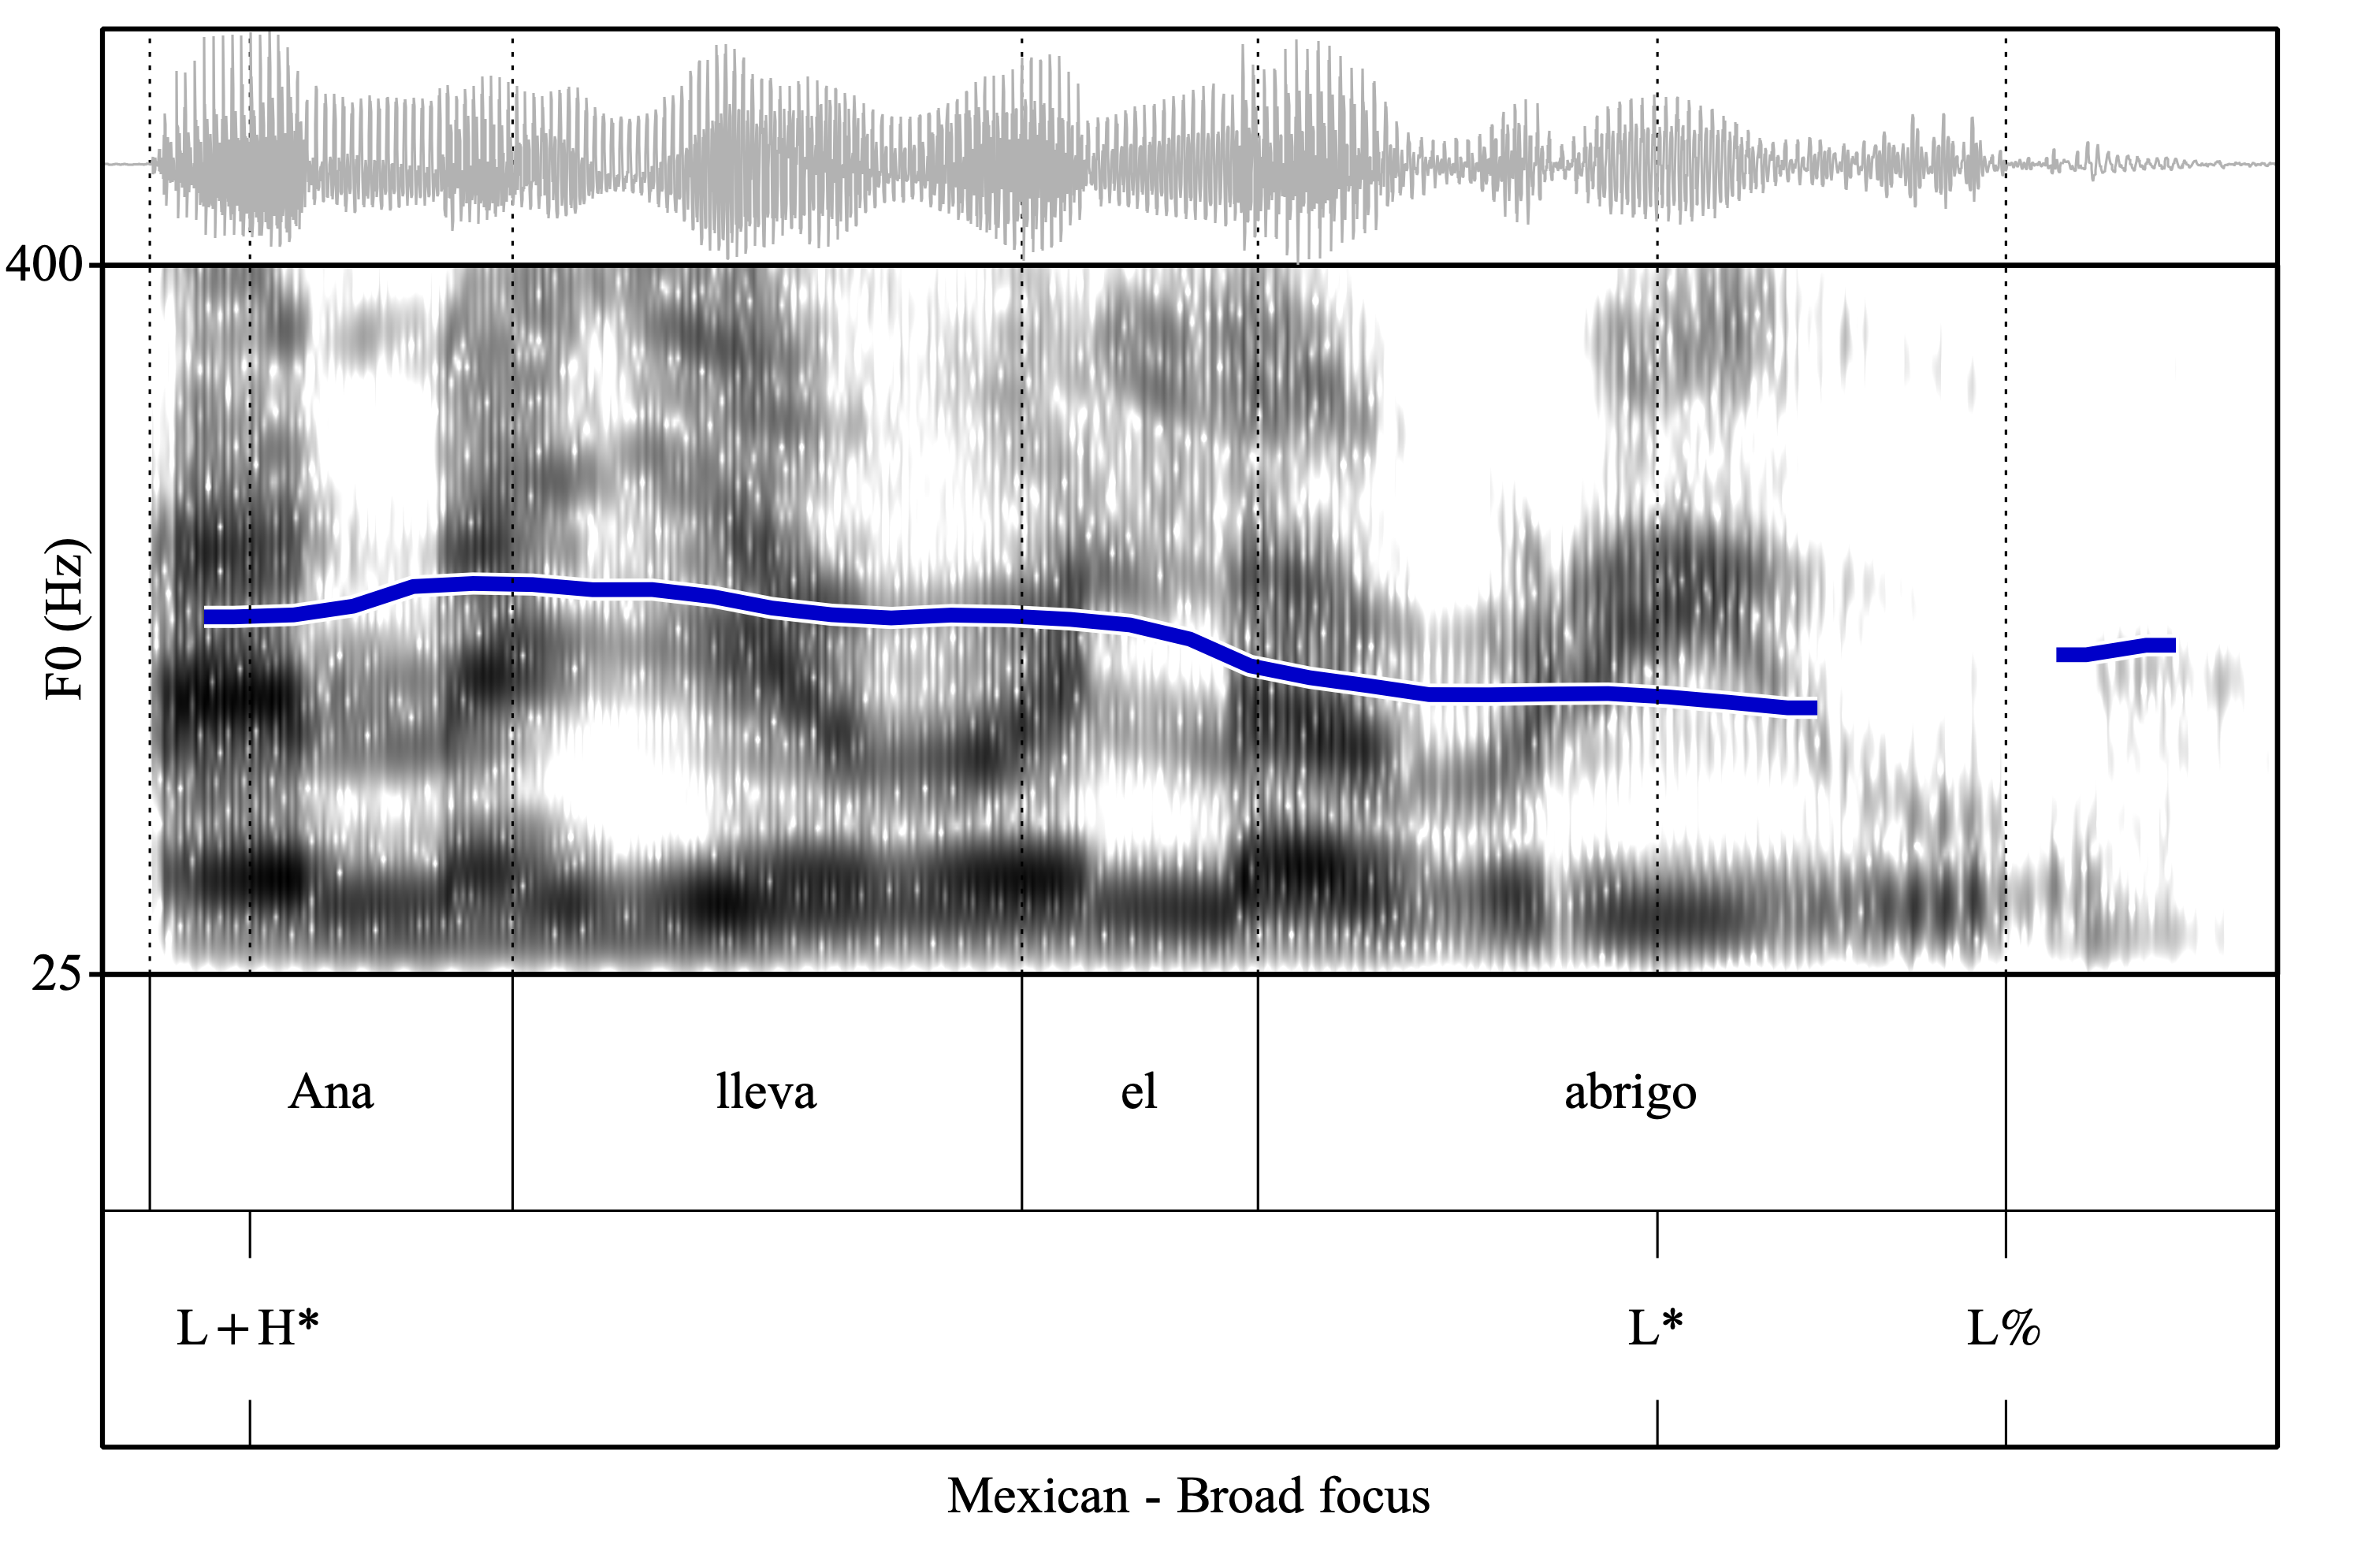 400
F0 (Hz)
25
Ana lleva el abrigo
L+H* L* L%
Mexican - Broad focus